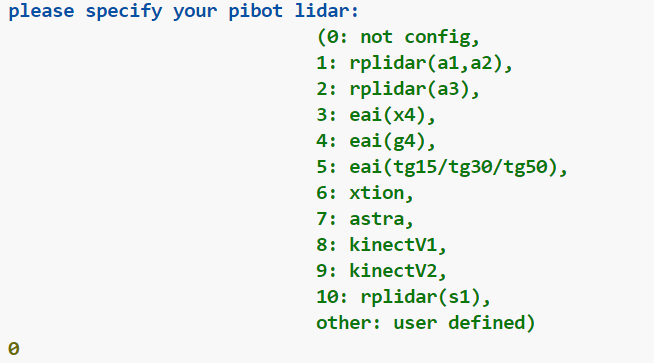 please specify your pibot lidar:
(0: not config,
1: rplidar(a1,a2),
2: rplidar(a3),
3: eai(x4),
4: eai(g4),
5: eai(tg15/tg30/tg50),
6: xtion,
7: astra,
8: kinectV1,
9: kinectV2,
10: rplidar(s1),
other: user defined)
0